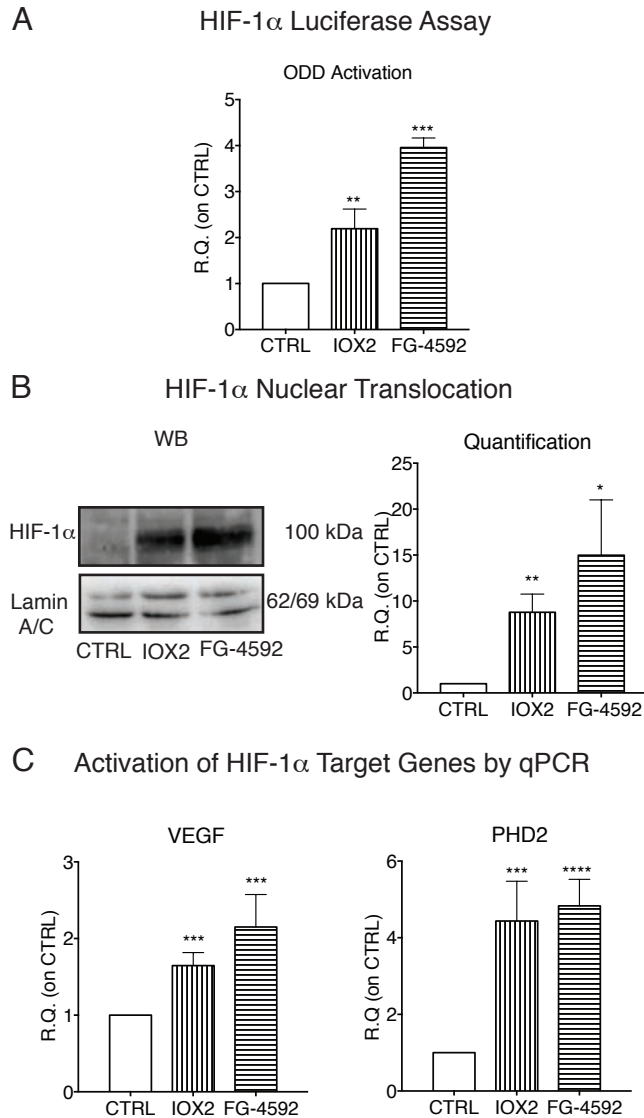 A HIF-1α Luciferase Assay
ODD Activation
R.Q. (on CTRL)
5
4
3
2
1
0
**
***
CTRL IOX2 FG-4592
B HIF-1α Nuclear Translocation
WB
HIF-1α
100 kDa
Lamin
A/C
62/69 kDa
CTRL IOX2 FG-4592
Quantification
R.Q. (on CTRL)
25
20
15
10
5
0
**
*
CTRL IOX2 FG-4592
C Activation of HIF-1α Target Genes by qPCR
VEGF
R.Q. (on CTRL)
3
2
1
0
***
***
CTRL IOX2 FG-4592
PHD2
R.Q (on CTRL)
6
4
2
0
***
****
CTRL IOX2 FG-4592